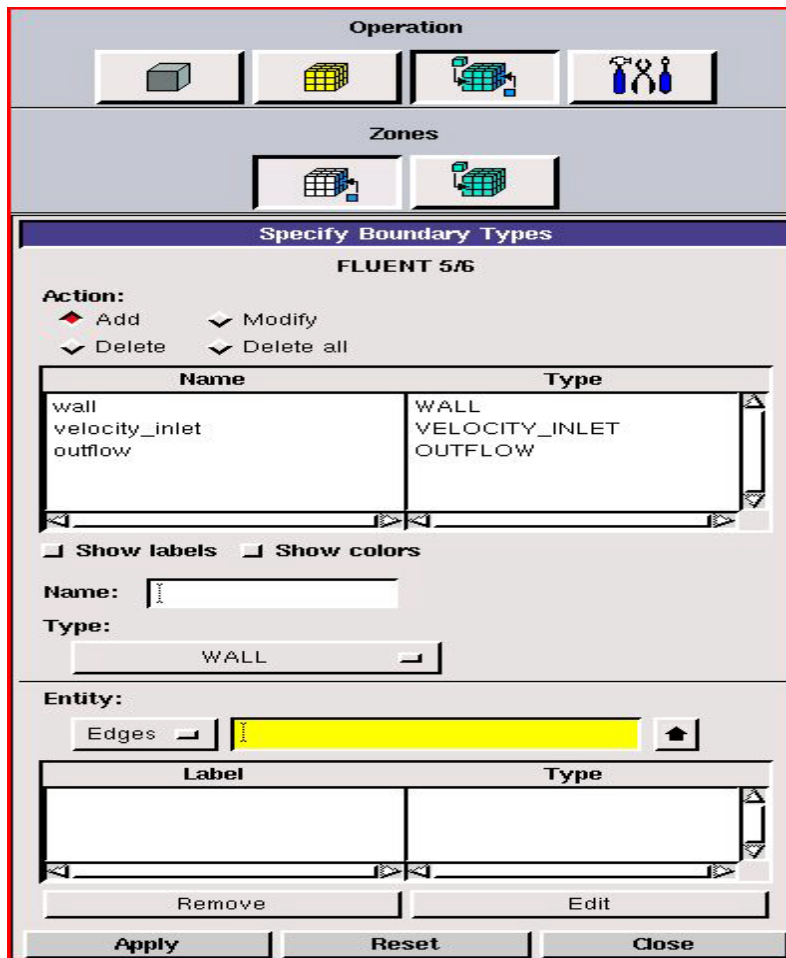 Operation
Zones
Specify Boundary Types
FLUENT 5/6
Action:
Add Modify
Delete Delete all
Name Type
wall WALL
velocity_inlet VELOCITY_INLET
outflow OUTFLOW
Show labels Show colors
Name:
Type:
WALL
Entity:
Edges
Label Type
Remove Edit
Apply Reset Close